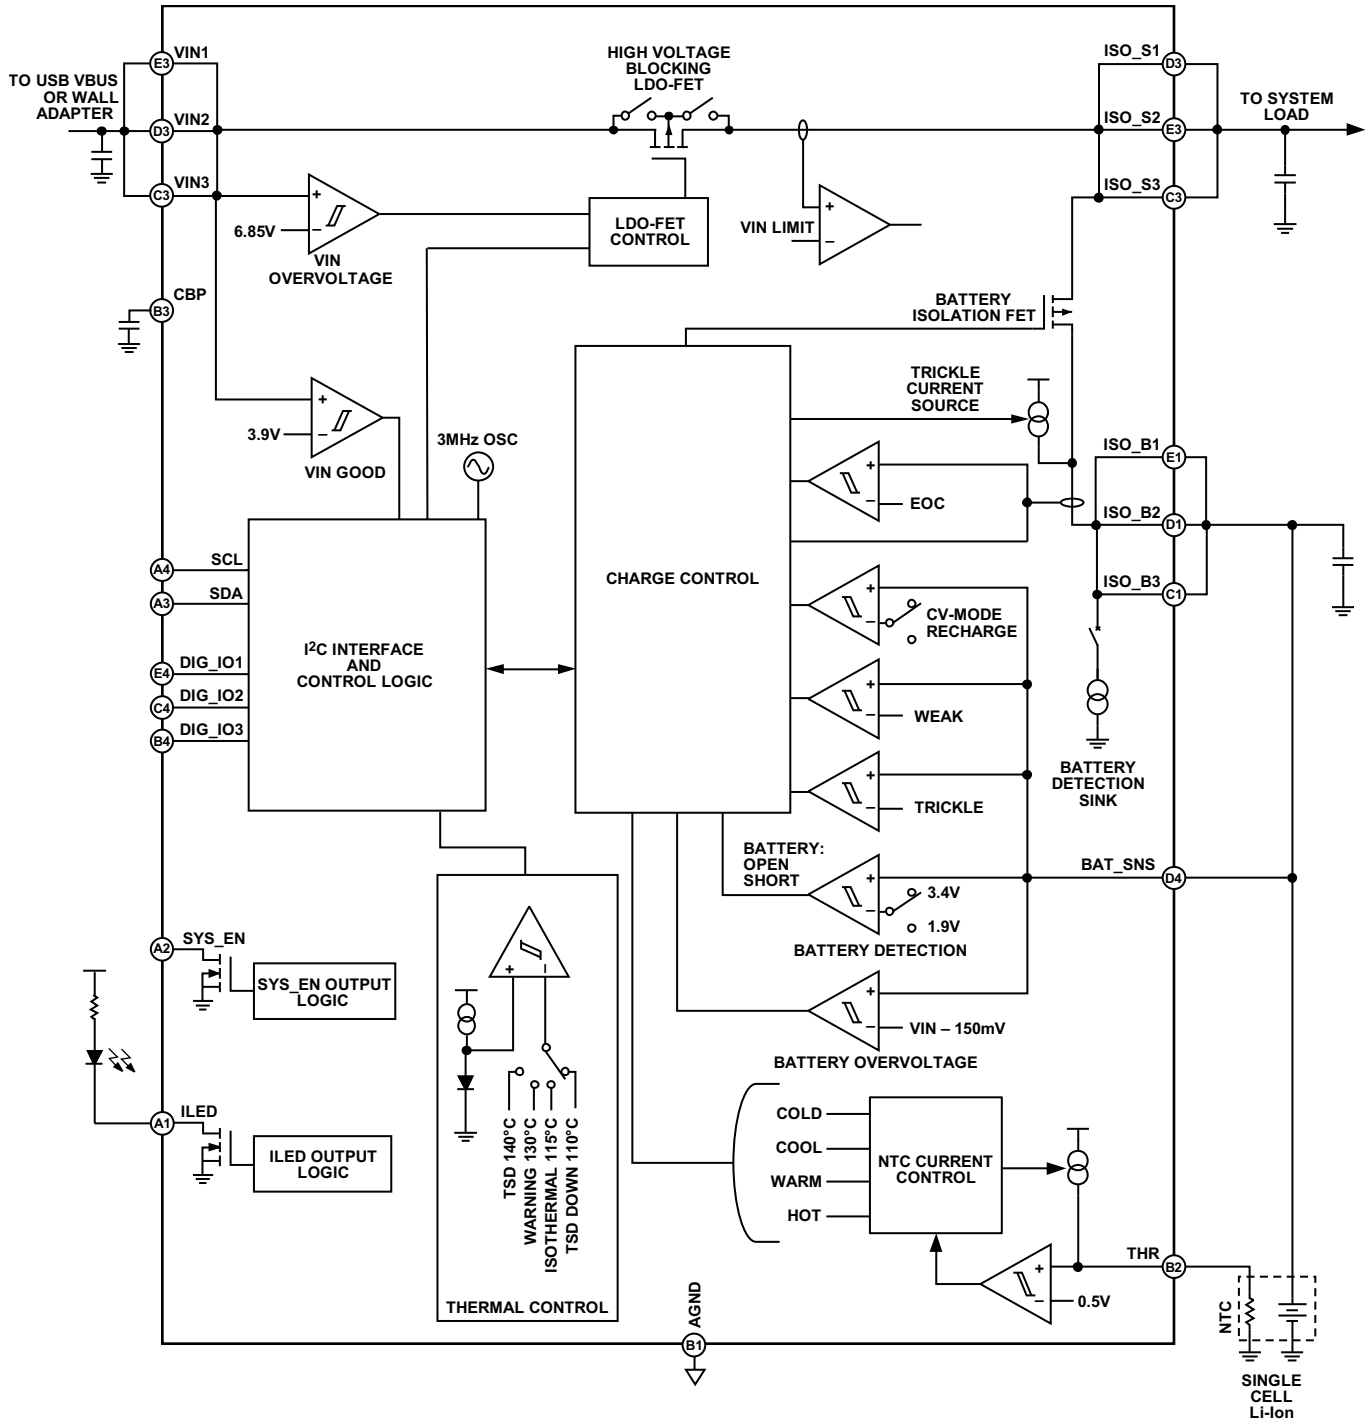 VIN1
E3
TO USB VBUS
OR WALL
ADAPTER
VIN2
D3
VIN3
C3
HIGH VOLTAGE
BLOCKING
LDO-FET
ISO_S1
D3
ISO_S2
E3
TO SYSTEM
LOAD
ISO_S3
C3
+
6.85V
–
VIN
OVERVOLTAGE
LDO-FET
CONTROL
+
VIN LIMIT
–
CBP
B3
BATTERY
ISOLATION FET
+
3.9V
–
VIN GOOD
3MHz OSC
TRICKLE
CURRENT
SOURCE
ISO_B1
E1
ISO_B2
D1
ISO_B3
C1
+
–
EOC
SCL
A4
SDA
A3
DIG_IO1
E4
DIG_IO2
C4
DIG_IO3
B4
I2C INTERFACE
AND
CONTROL LOGIC
CHARGE CONTROL
+
–
CV-MODE
RECHARGE
+
–
WEAK
+
–
TRICKLE
BATTERY
DETECTION
SINK
BATTERY:
OPEN
SHORT
+
–
3.4V
1.9V
BATTERY DETECTION
BAT_SNS
D4
+
–
VIN – 150mV
BATTERY OVERVOLTAGE
SYS_EN
A2
SYS_EN OUTPUT
LOGIC
ILED
A1
ILED OUTPUT
LOGIC
+
–
TSD 140°C
WARNING 130°C
ISOTHERMAL 115°C
TSD DOWN 110°C
THERMAL CONTROL
COLD
COOL
WARM
HOT
NTC CURRENT
CONTROL
THR
B2
+
–
0.5V
AGND
B1
NTC
SINGLE
CELL
Li-Ion